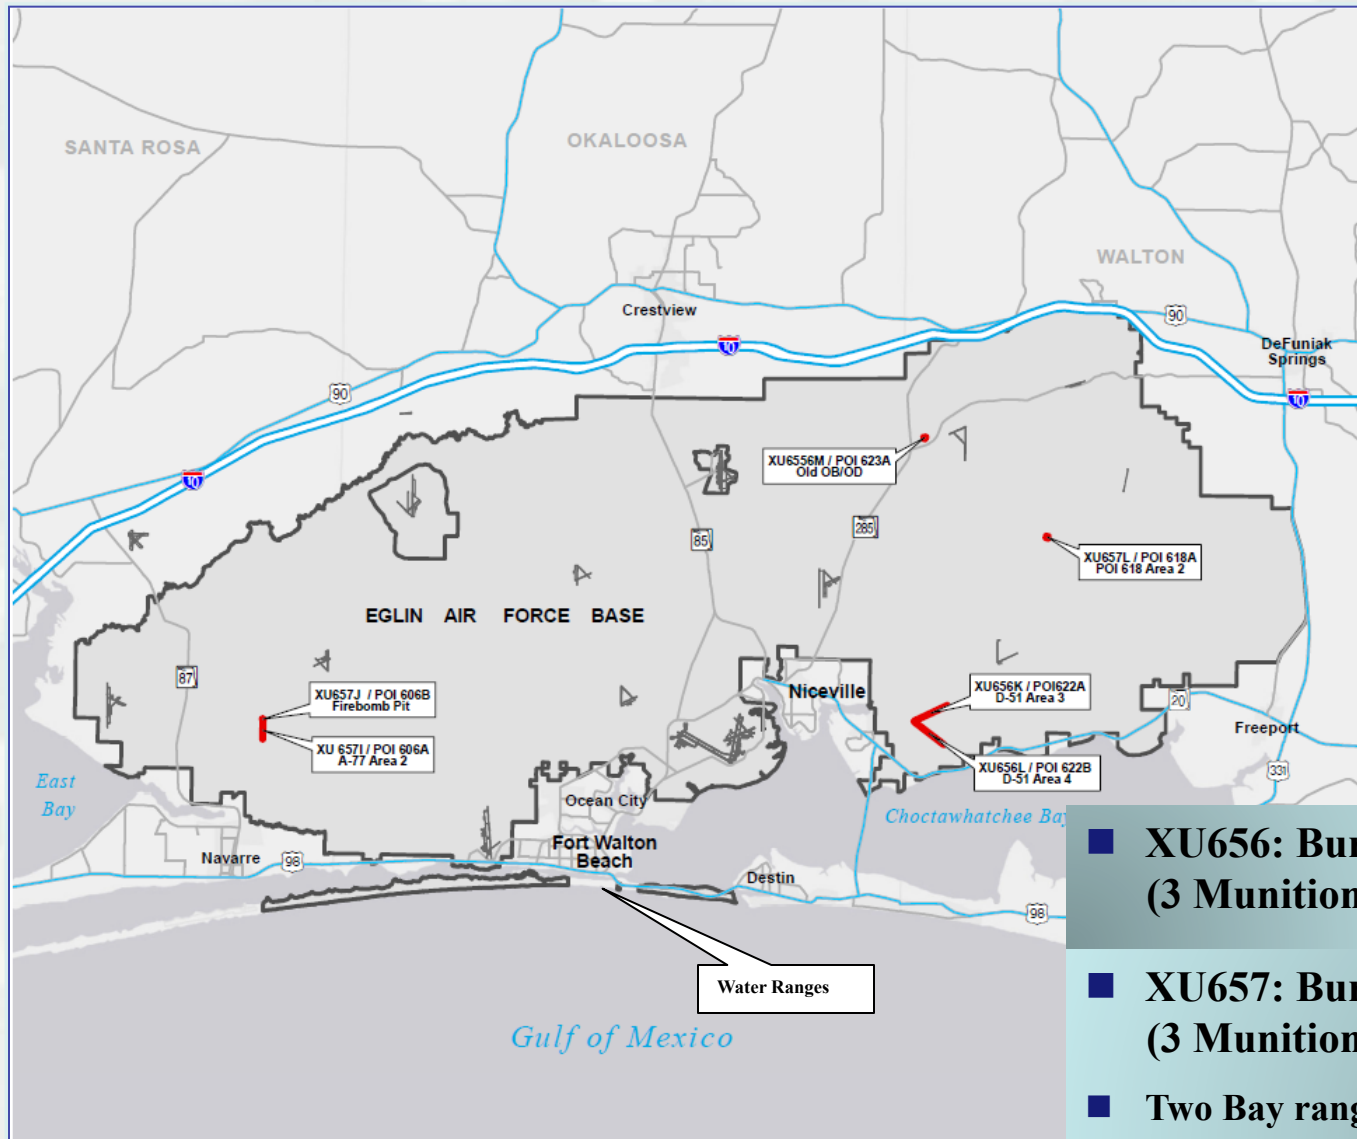 SANTA ROSA
OKALOOSA
WALTON
Crestview
90
10
DeFuniak
Springs
90
10
10
XU6556M / POI 623A
Old OB/OD
85
285
XU657L / POI 618A
POI 618 Area 2
EGLIN AIR FORCE BASE
87
XU657J / POI 606B
Firebomb Pit
XU 657I / POI 606A
A-77 Area 2
Niceville
XU656K / POI622A
D-51 Area 3
20
Freeport
XU656L / POI 622B
D-51 Area 4
331
East
Bay
Ocean City
Choctawhatchee Bay
Fort Walton
Beach
Navarre
98
Destin
98
Water Ranges
Gulf of Mexico
XU656: Bur
(3 Munition
XU657: Bur
(3 Munition
Two Bay rang